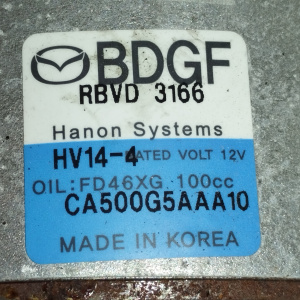 BDGF
RBVD 3166
Hanon Systems
HV14-4 RATED VOLT 12V
OIL:FD46XG 100cc
CA500G5AAA10
MADE IN KOREA